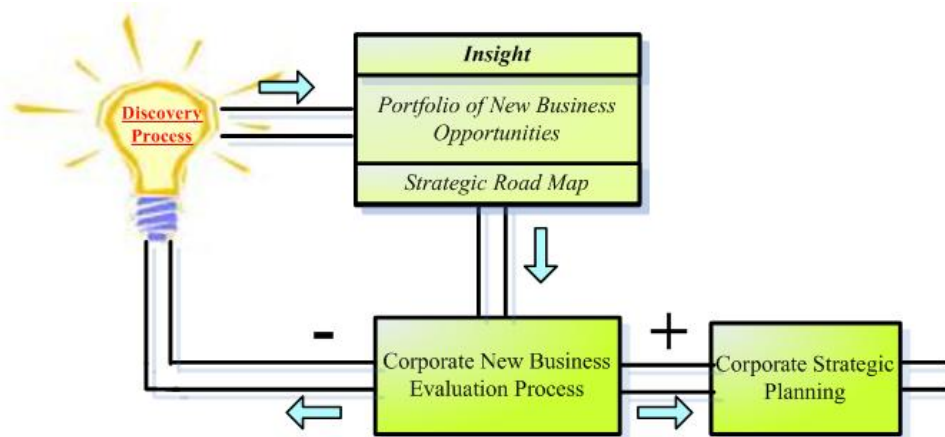 Discovery
Process
Insight
Portfolio of New Business
Opportunities
Strategic Road Map
-
+
Corporate New Business
Evaluation Process
Corporate Strategic
Planning